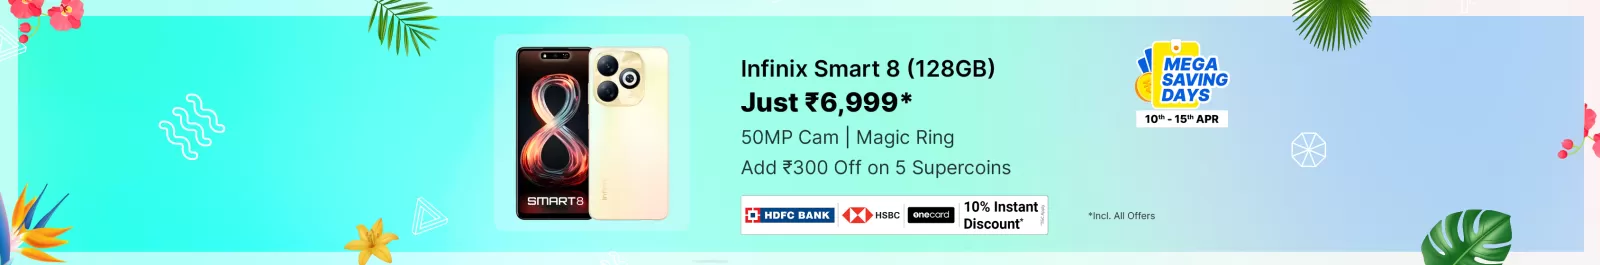 Infinix Smart 8 (128GB)
Just ₹6,999*
50MP Cam | Magic Ring
Add ₹300 Off on 5 Supercoins
HDFC BANK
HSBC
onecard
10% Instant
Discount*
*Incl. All Offers
MEGA
SAVING
DAYS
10th - 15th APR
SMART8
Infinix